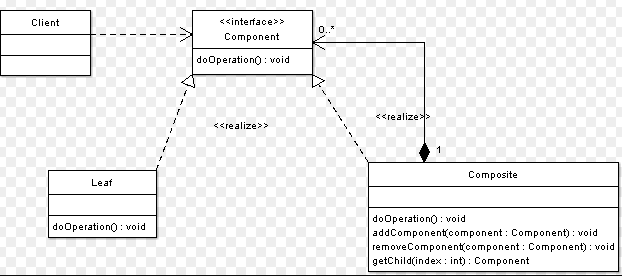 Client
<<interface>>
Component
doOperation() : void
0..*
<<realize>>
<<realize>>
1
Leaf
doOperation() : void
Composite
doOperation() : void
addComponent(component : Component) : void
removeComponent(component : Component) : void
getChild(index : int) : Component